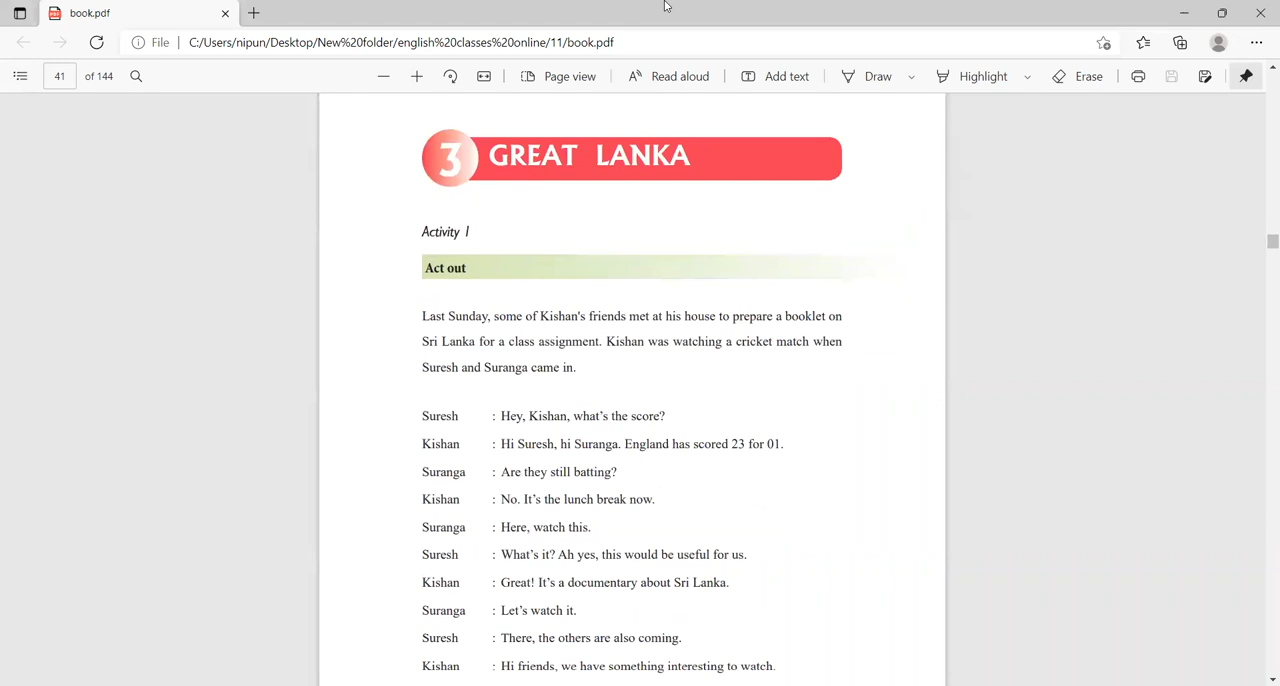 book.pdf
File
C:/Users/nipun/Desktop/New%20folder/english%20classes%20online/11/book.pdf
41 of 144
Page view
Read aloud
Add text
Draw
Highlight
Erase
3 GREAT LANKA
Activity 1
Act out
Last Sunday, some of Kishan's friends met at his house to prepare a booklet on
Sri Lanka for a class assignment. Kishan was watching a cricket match when
Suresh and Suranga came in.
Suresh : Hey, Kishan, what's the score?
Kishan : Hi Suresh, hi Suranga. England has scored 23 for 01.
Suranga : Are they still batting?
Kishan : No. It's the lunch break now.
Suranga : Here, watch this.
Suresh : What's it? Ah yes, this would be useful for us.
Kishan : Great! It's a documentary about Sri Lanka.
Suranga : Let's watch it.
Suresh : There, the others are also coming.
Kishan : Hi friends, we have something interesting to watch.